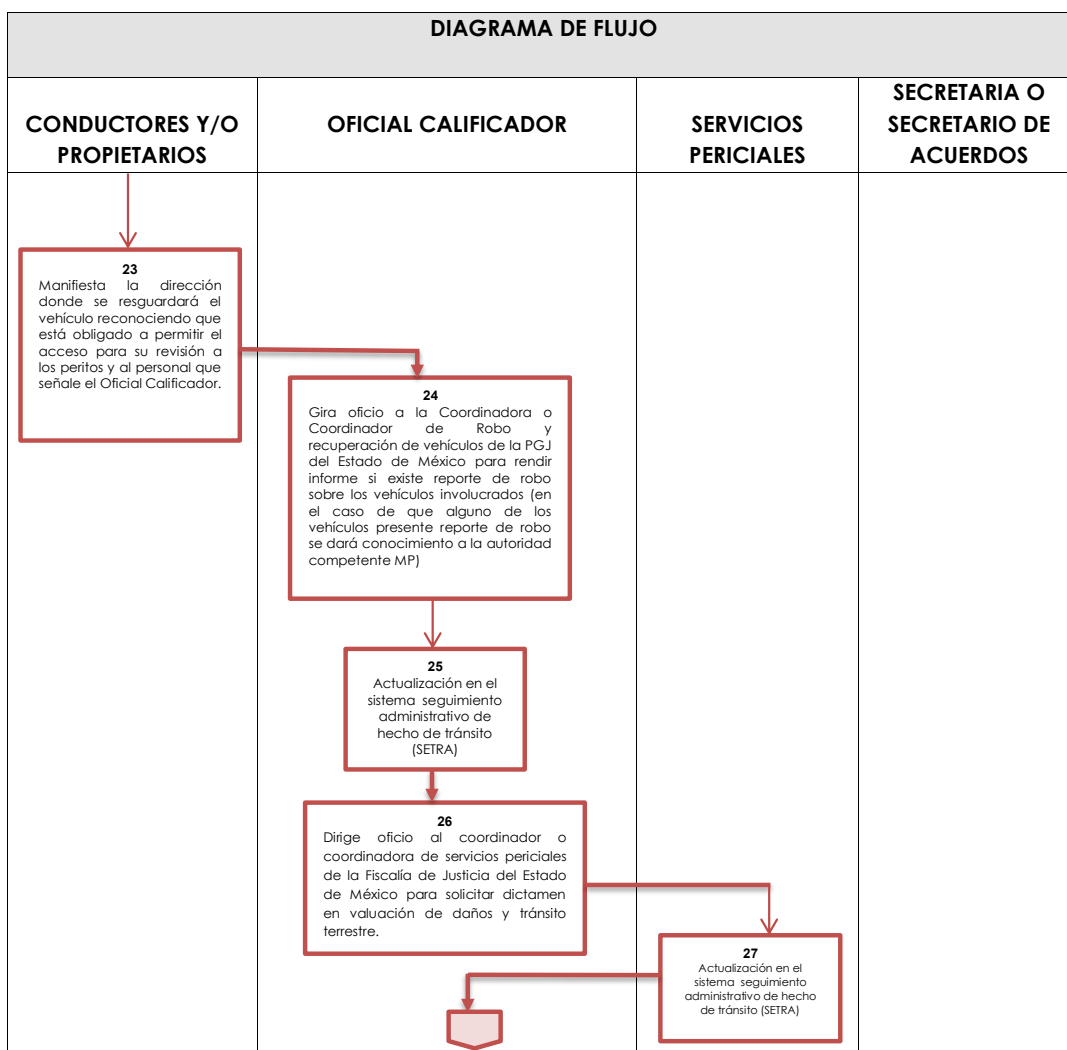 DIAGRAMA DE FLUJO
CONDUCTORES Y/O
PROPIETARIOS
OFICIAL CALIFICADOR
SERVICIOS
PERICIALES
SECRETARIA O
SECRETARIO DE
ACUERDOS
23
Manifiesta la dirección
donde se resguardará el
vehículo reconociendo que
está obligado a permitir el
acceso para su revisión a
los peritos y al personal que
señale el Oficial Calificador.
24
Gira oficio a la Coordinadora o
Coordinador de Robo y
recuperación de vehículos de la PGJ
del Estado de México para rendir
informe si existe reporte de robo
sobre los vehículos involucrados (en
el caso de que alguno de los
vehículos presente reporte de robo
se dará conocimiento a la autoridad
competente MP)
25
Actualización en el
sistema seguimiento
administrativo de
hecho de tránsito
(SETRA)
26
Dirige oficio al coordinador o
coordinadora de servicios periciales
de la Fiscalía de Justicia del Estado
de México para solicitar dictamen
en valuación de daños y tránsito
terrestre.
27
Actualización en el
sistema seguimiento
administrativo de hecho
de tránsito (SETRA)